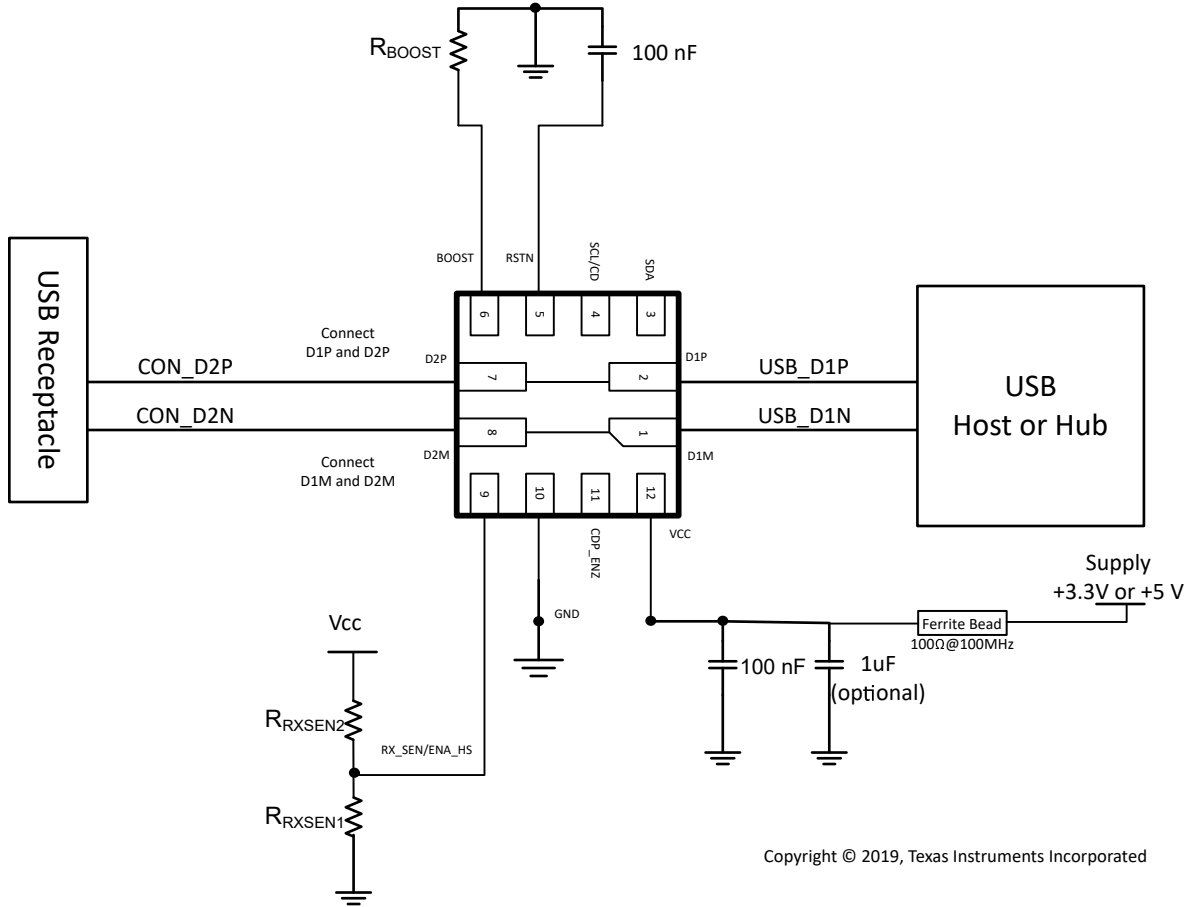 RBOOST
100 nF
BOOST
RSTN
SCL/CD
SDA
USB Receptacle
Connect
D1P and D2P
6
5
4
3
D2P
D1P
CON_D2P
7
2
USB_D1P
USB
Host or Hub
CON_D2N
8
1
USB_D1N
D2M
D1M
Connect
D1M and D2M
9
10
11
12
CDP_ENZ
VCC
GND
Supply
+3.3V or +5 V
Ferrite Bead
100Ω@100MHz
Vcc
100 nF
1uF
(optional)
RRXSEN2
RX_SEN/ENA_HS
RRXSEN1
Copyright © 2019, Texas Instruments Incorporated